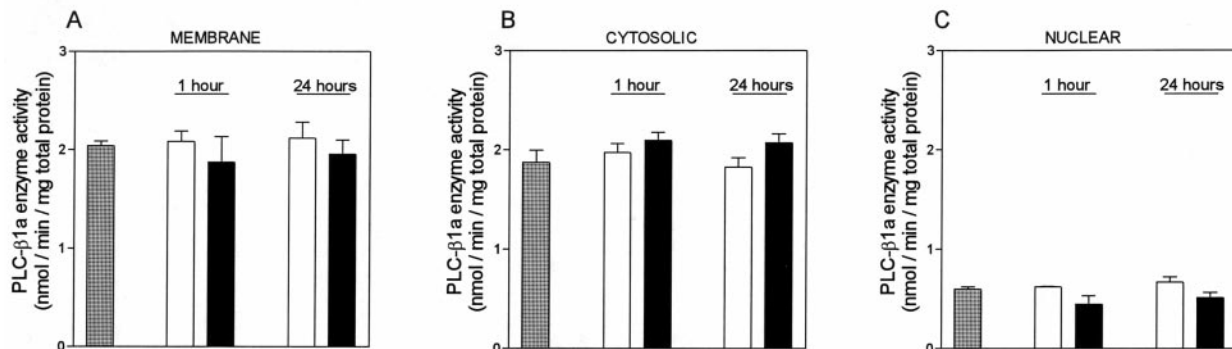 A
MEMBRANE
PLC-β1a enzyme activity
(nmol / min / mg total protein)
3
2
1
0
1 hour
24 hours
B
CYTOSOLIC
PLC-β1a enzyme activity
(nmol / min / mg total protein)
3
2
1
0
1 hour
24 hours
C
NUCLEAR
PLC-β1a enzyme activity
(nmol / min / mg total protein)
3
2
1
0
1 hour
24 hours